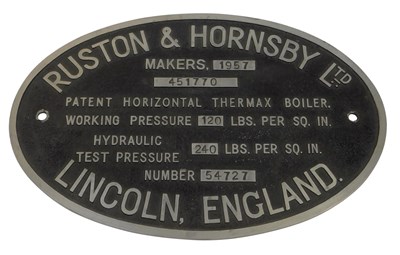 RUSTON & HORNSBY LTD
MAKERS, 1957
451770
PATENT HORIZONTAL THERMAX BOILER.
WORKING PRESSURE 120 LBS. PER SQ. IN.
HYDRAULIC
TEST PRESSURE 240 LBS. PER SQ. IN.
NUMBER 54727
LINCOLN, ENGLAND.